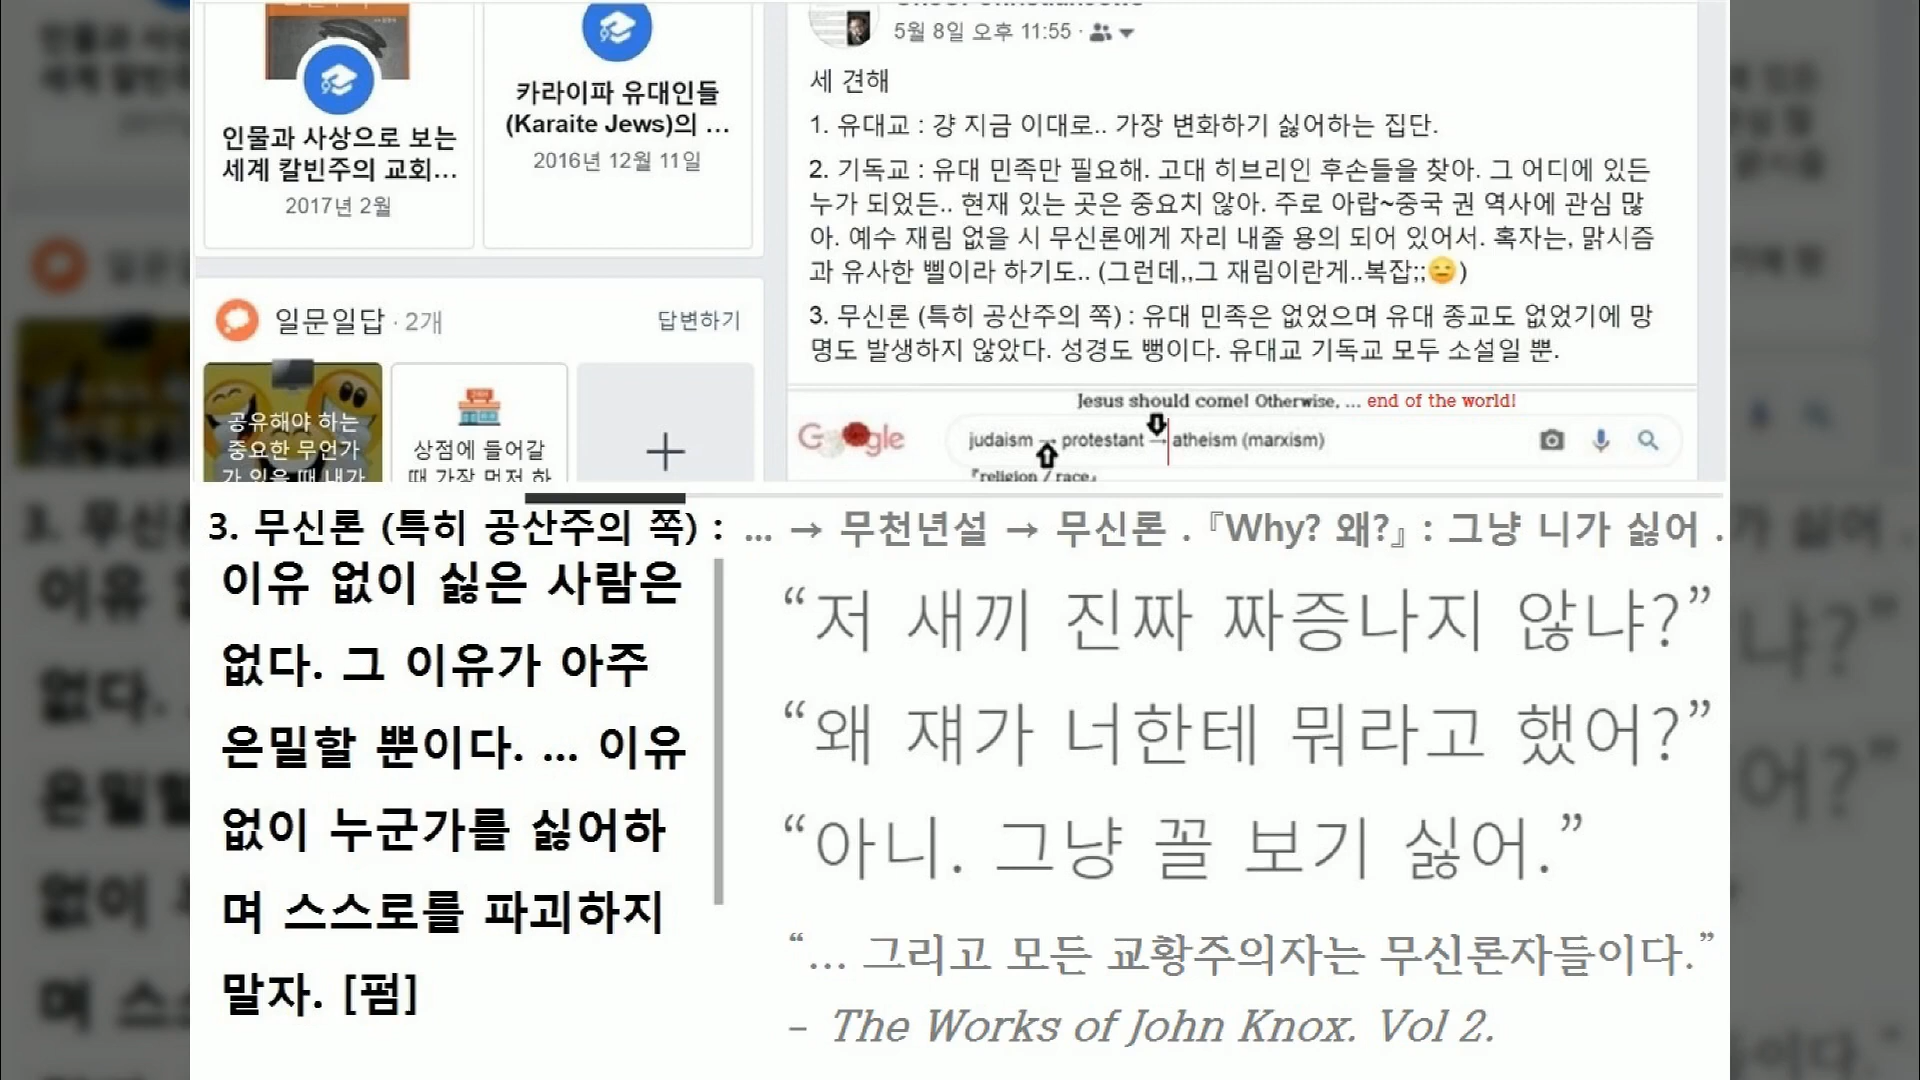 인물과 사상으로 보는
세계 칼빈주의 교회...
2017년 2월
카라이파 유대인들
(Karaite Jews)의 ...
2016년 12월 11일
일문일답 · 2개
답변하기
공유해야 하는
중요한 무언가
가 있을 때 내가
상점에 들어갈
때 가장 먼저 하
5월 8일 오후 11:55
세 견해
1. 유대교 : 걍 지금 이대로.. 가장 변화하기 싫어하는 집단.
2. 기독교 : 유대 민족만 필요해. 고대 히브리인 후손들을 찾아. 그 어디에 있든
누가 되었든.. 현재 있는 곳은 중요치 않아. 주로 아랍~중국 권 역사에 관심 많
아. 예수 재림 없을 시 무신론에게 자리 내줄 용의 되어 있어서. 혹자는, 맑시즘
과 유사한 삘이라 하기도.. (그런데,,그 재림이란게..복잡;;😑)
3. 무신론 (특히 공산주의 쪽) : 유대 민족은 없었으며 유대 종교도 없었기에 망
명도 발생하지 않았다. 성경도 뻥이다. 유대교 기독교 모두 소설일 뿐.
Jesus should come! Otherwise, ... end of the world!
Google
judaism → protestant → atheism (marxism)
『religion / race』
3. 무신론 (특히 공산주의 쪽) : ... → 무천년설 → 무신론 .『Why? 왜?』: 그냥 니가 싫어 .
이유 없이 싫은 사람은
없다. 그 이유가 아주
은밀할 뿐이다. ... 이유
없이 누군가를 싫어하
며 스스로를 파괴하지
말자. [펌]
“저 새끼 진짜 짜증나지 않냐?”
“왜 쟤가 너한테 뭐라고 했어?”
“아니. 그냥 꼴 보기 싫어.”
“... 그리고 모든 교황주의자는 무신론자들이다.”
- The Works of John Knox. Vol 2.